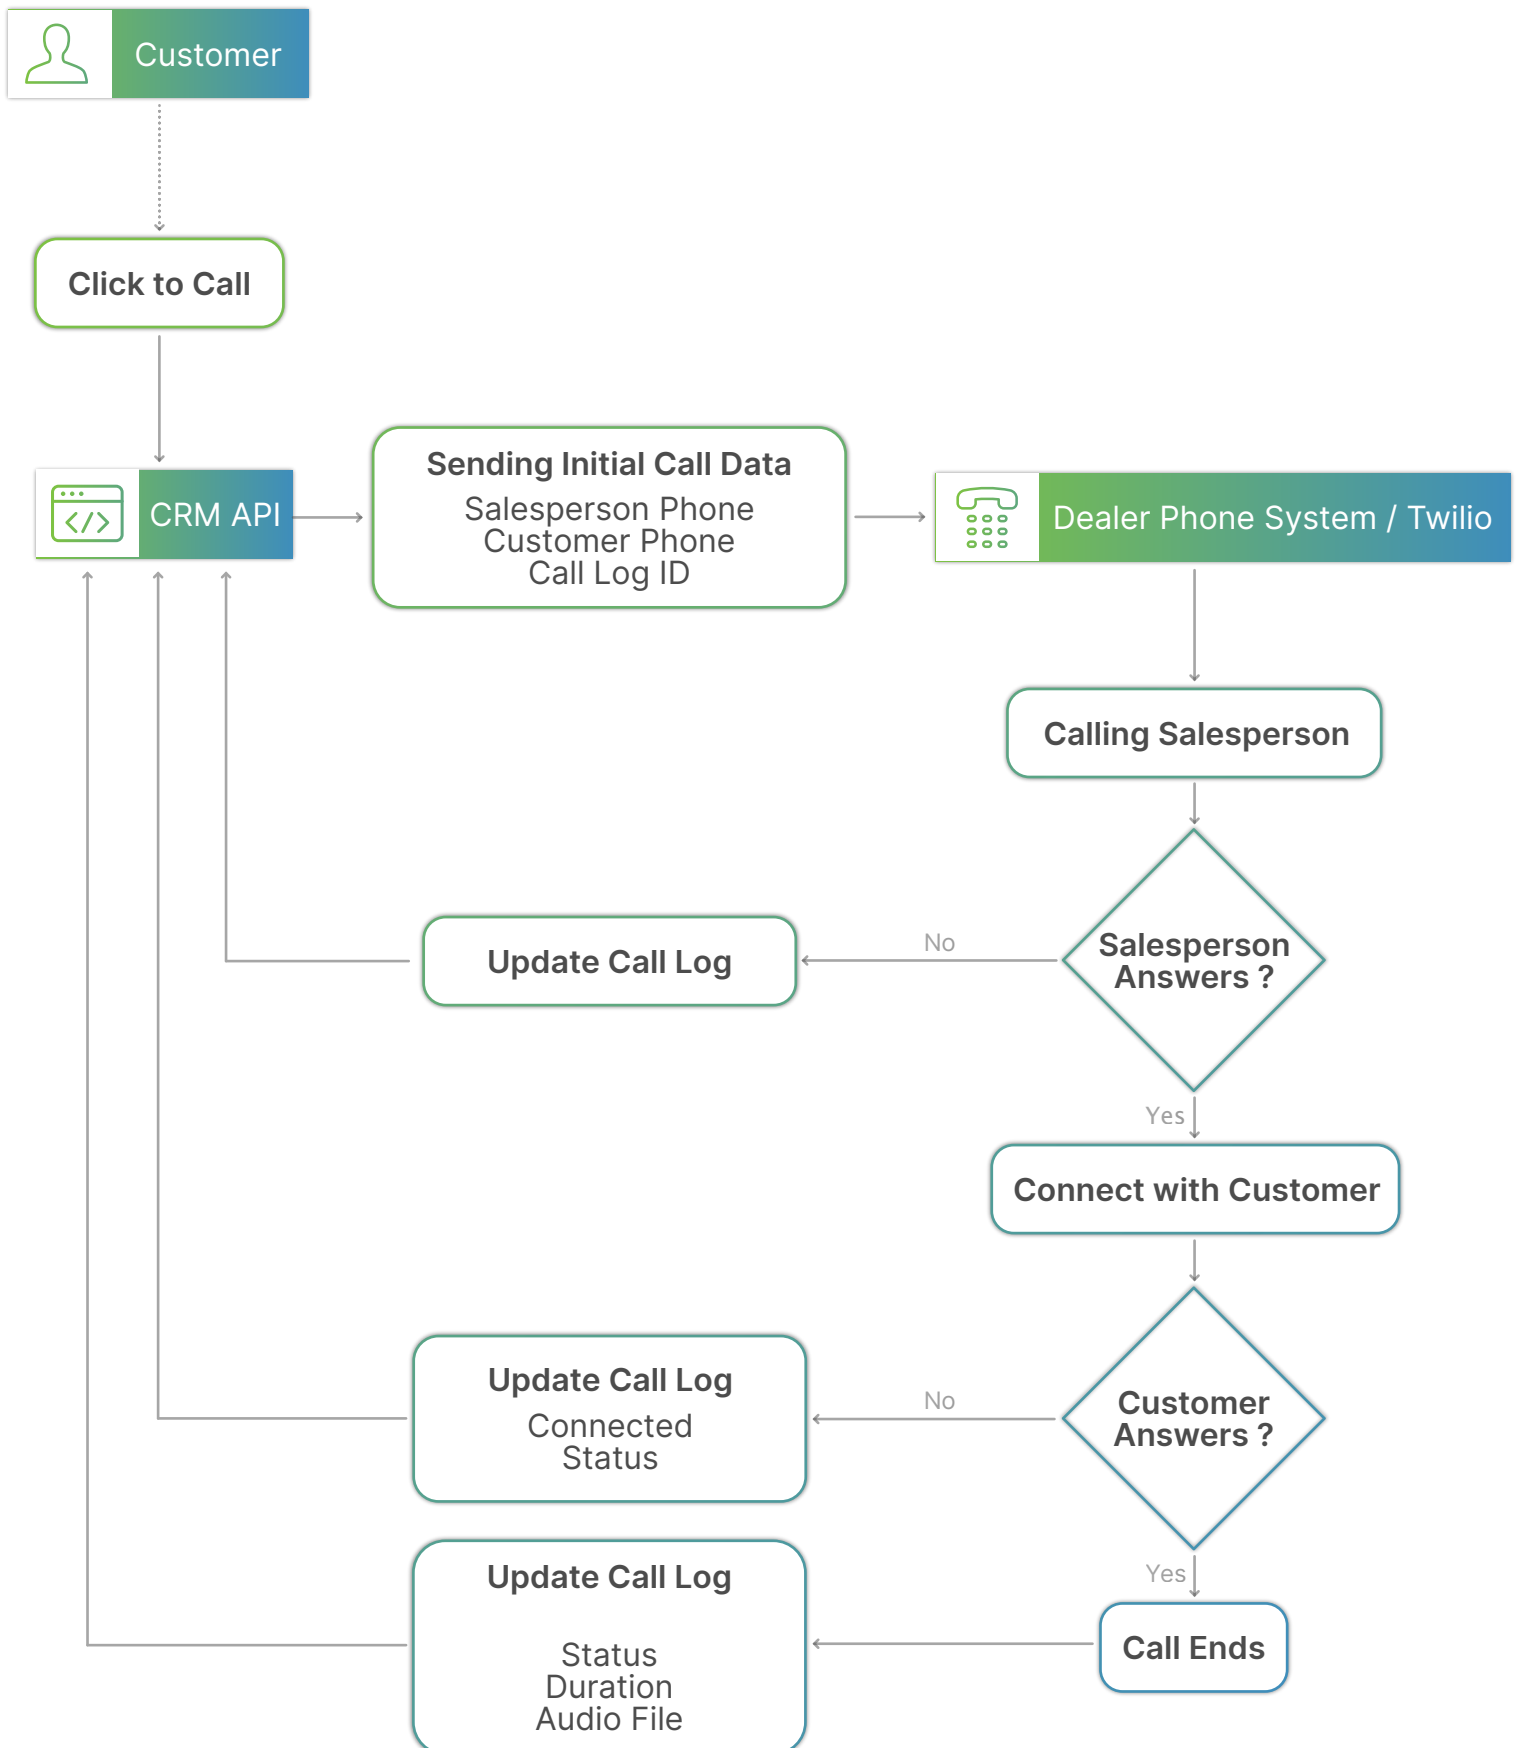 Customer
Click to Call
CRM API
Sending Initial Call Data
Salesperson Phone
Customer Phone
Call Log ID
Dealer Phone System / Twilio
Calling Salesperson
Salesperson
Answers ?
No
Update Call Log
Yes
Connect with Customer
Customer
Answers ?
No
Update Call Log
Connected
Status
Yes
Call Ends
Update Call Log
Status
Duration
Audio File